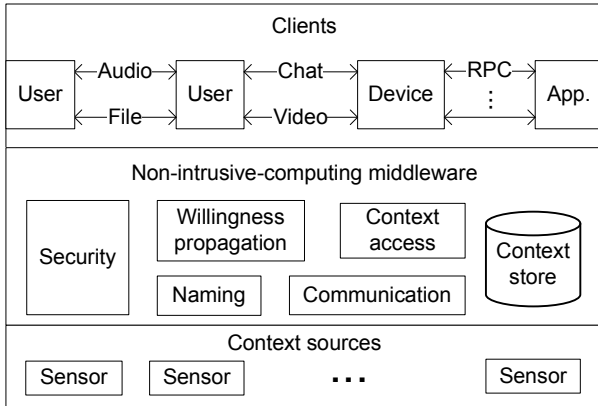 Clients
User
Audio
File
User
Chat
Video
Device
RPC
⋮
App.
Non-intrusive-computing middleware
Security
Willingness
propagation
Context
access
Naming
Communication
Context
store
Context sources
Sensor
Sensor
...
Sensor